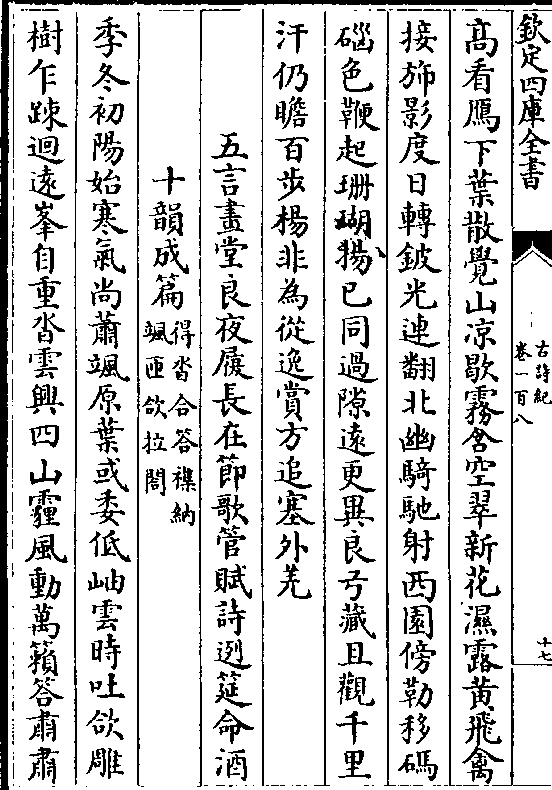 欽定四庫全書
古詩紀
卷一百八
十七
髙看鴈下葉散覺山凉歇霧含空翠新花濕露黄飛禽
接斾影度日轉鈹光連翻北幽騎馳射西園傍勒移碼
碯色鞭起珊瑚揚已同過隙逺更異良弓藏且觀千里
汗仍瞻百步楊非為從逸賞方追塞外羌
五言畫堂良夜履長在節歌管賦詩迾筵命酒
十韻成篇得沓合答襍納
颯匝欱拉閤
季冬初陽始寒氣尚蕭颯原葉或委低岫雲時吐欱雕
樹乍踈迴逺峯自重沓雲興四山霾風動萬籟答肅肅